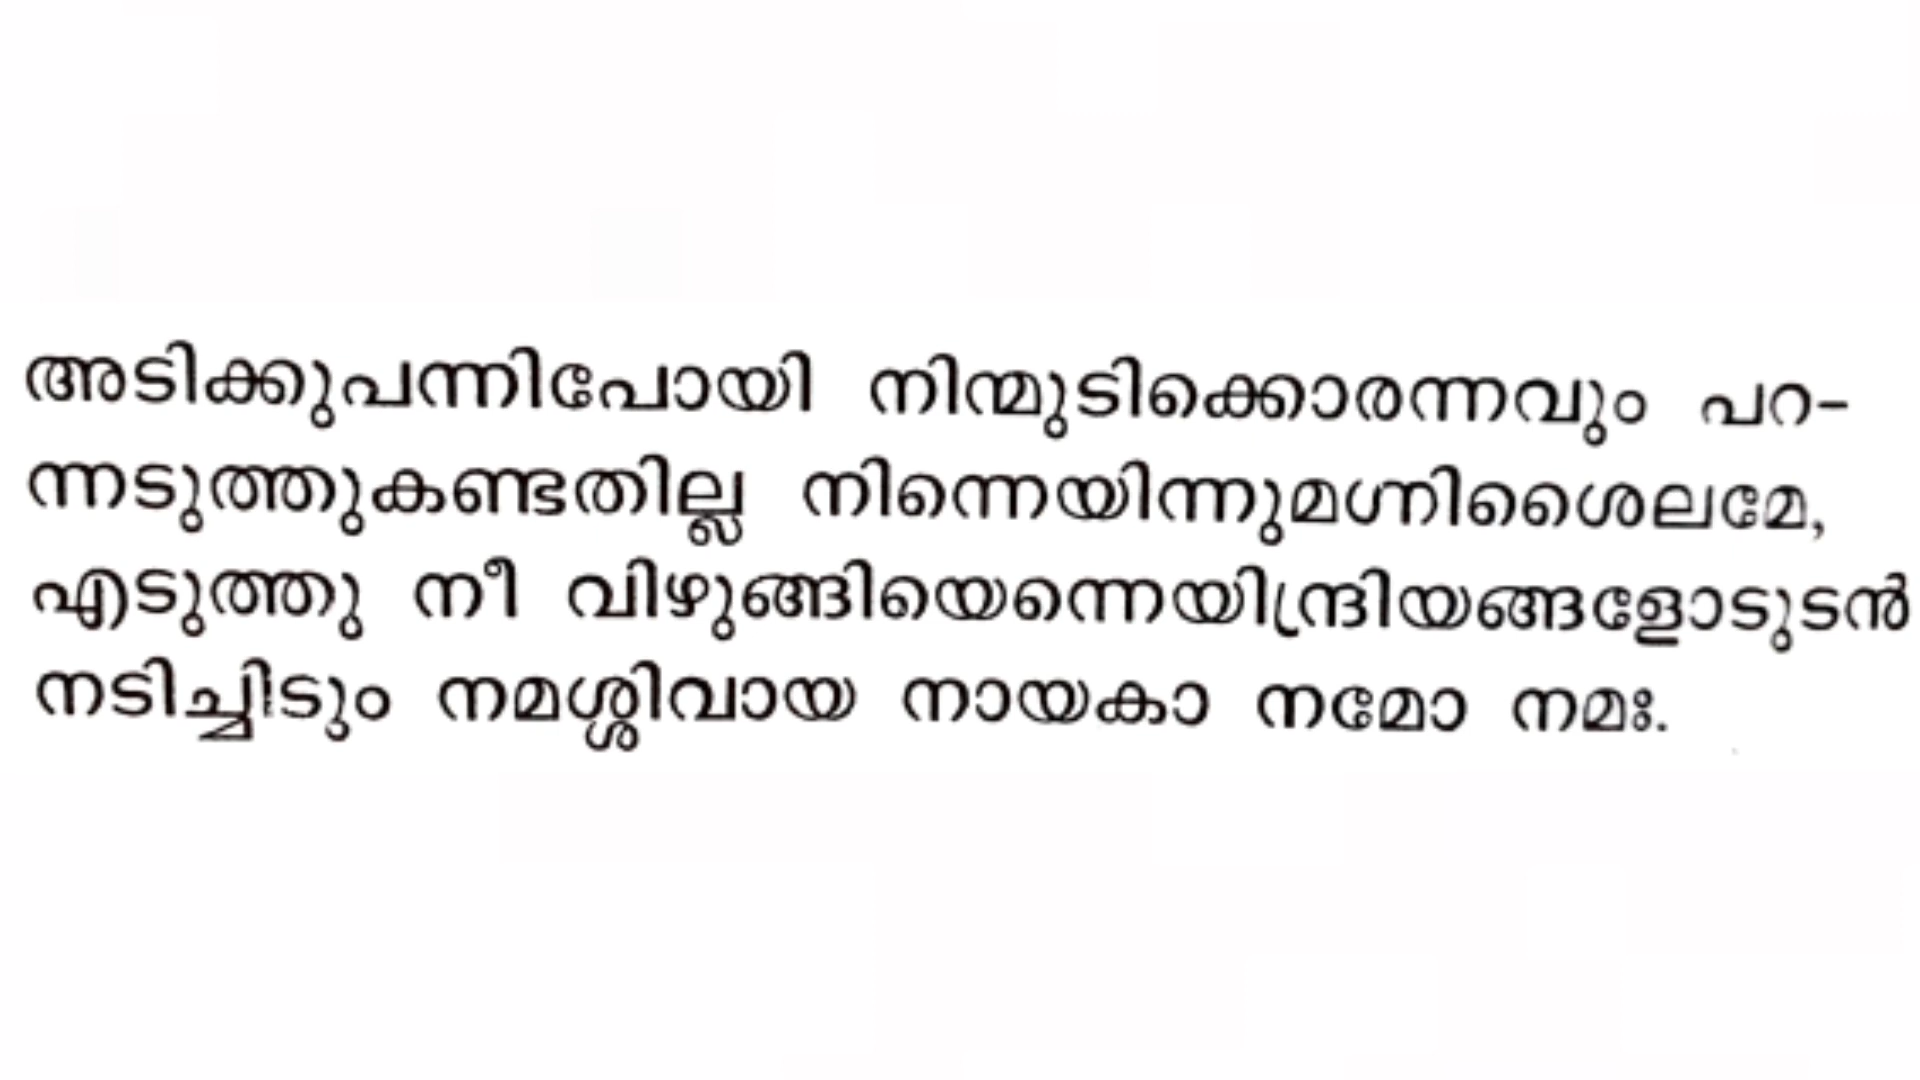 അടിക്കുപന്നിപോയി നിന്മുടിക്കൊരന്നവും പറ-
ന്നടുത്തുകണ്ടതില്ല നിന്നെയിന്നുമഗ്നിശൈലമേ,
എടുത്തു നീ വിഴുങ്ങിയെന്നെയിന്ദ്രിയങ്ങളോടുടൻ
നടിച്ചിടും നമശ്ശിവായ നായകാ നമോ നമഃ.